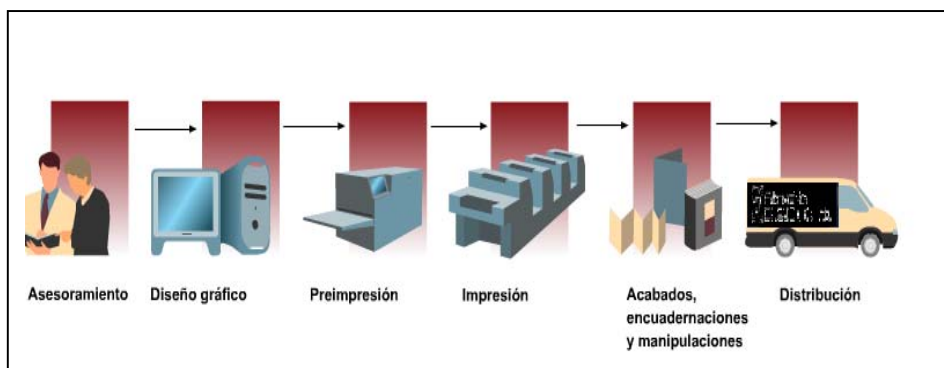 Asesoramiento
Diseño gráfico
Preimpresión
Impresión
Acabados,
encuadernaciones
y manipulaciones
Distribución